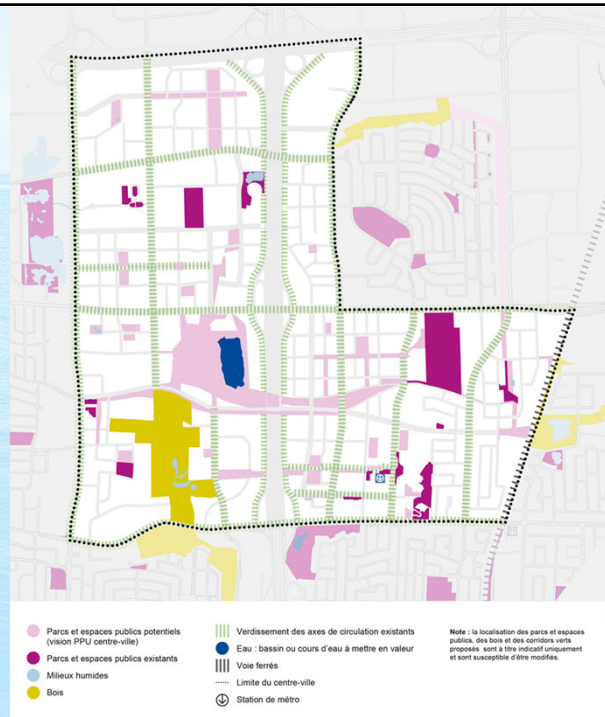 Parcs et espaces publics potentiels
(vision PPU centre-ville)
Parcs et espaces publics existants
Milieux humides
Bois
Verdissement des axes de circulation existants
Eau : bassin ou cours d'eau à mettre en valeur
Voie ferrés
Limite du centre-ville
Station de métro
Note : la localisation des parcs et espaces
publics, des bois et des corridors verts
proposés sont à titre indicatif uniquement
et sont susceptible d'être modifiés.